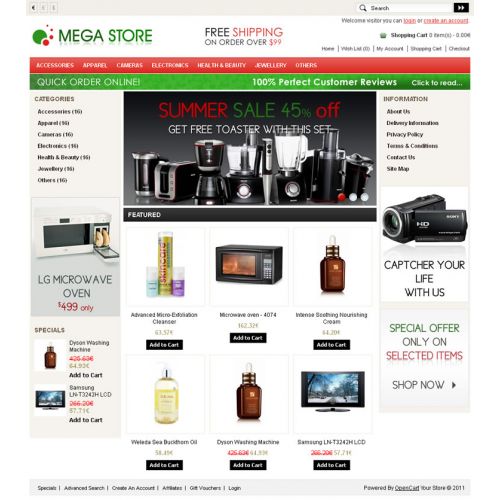 Search
Welcome visitor you can login or create an account.
MEGA STORE
FREE SHIPPING
ON ORDER OVER $99
Shopping Cart 0 item(s) - 0.00€
Home | Wish List (0) | My Account | Shopping Cart | Checkout
ACCESSORIES APPAREL CAMERAS ELECTRONICS HEALTH & BEAUTY JEWELLERY OTHERS
QUICK ORDER ONLINE!
100% Perfect Customer Reviews
Click to read...
CATEGORIES
Accessories (16)
Apparel (16)
Cameras (16)
Electronics (16)
Health & Beauty (16)
Jewellery (16)
Others (16)
SUMMER SALE 45% off
GET FREE TOASTER WITH THIS SET
INFORMATION
About Us
Delivery Information
Privacy Policy
Terms & Conditions
Contact Us
Site Map
LG MICROWAVE
OVEN
$499 only
SPECIALS
Dyson Washing
Machine
425.63€
64.93€
Add to Cart
Samsung
LN-T3242H LCD
266.20€
57.71€
Add to Cart
FEATURED
skincare
Advanced Micro-Exfoliation
Cleanser
63.57€
Add to Cart
Microwave oven - 4074
162.32€
Add to Cart
Intense Soothing Nourishing
Cream
64.20€
Add to Cart
Weleda Sea Buckthorn Oil
58.49€
Add to Cart
Dyson Washing Machine
425.63€ 64.93€
Add to Cart
Samsung LN-T3242H LCD
266.20€ 57.71€
Add to Cart
SONY
HD
CAPTCHER YOUR
LIFE
WITH US
SPECIAL OFFER
ONLY ON
SELECTED ITEMS
SHOP NOW
Specials | Advanced Search | Create An Account | Affiliates | Gift Vouchers | Login
Powered By OpenCart Your Store © 2011